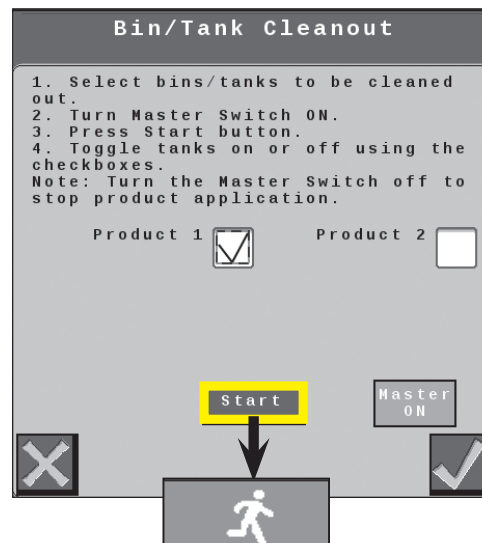 Bin/Tank Cleanout
1. Select bins/tanks to be cleaned
out.
2. Turn Master Switch ON.
3. Press Start button.
4. Toggle tanks on or off using the
checkboxes.
Note: Turn the Master Switch off to
stop product application.
Product 1 Product 2
Start
Master
ON